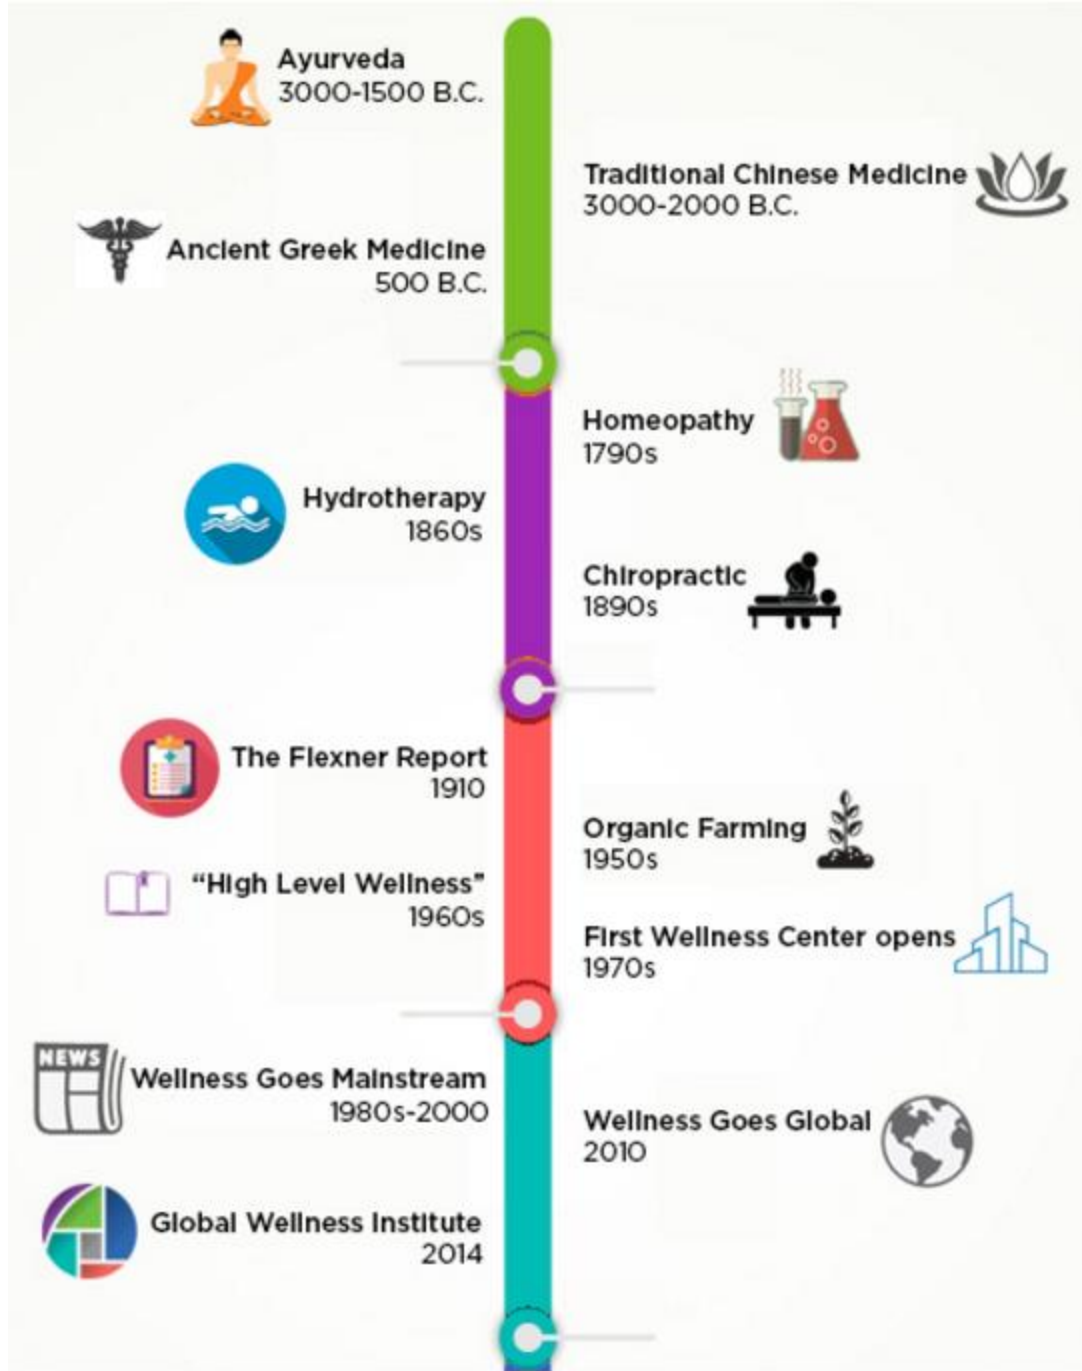 Ayurveda
3000-1500 B.C.
Traditional Chinese Medicine
3000-2000 B.C.
Ancient Greek Medicine
500 B.C.
Homeopathy
1790s
Hydrotherapy
1860s
Chiropractic
1890s
The Flexner Report
1910
Organic Farming
1950s
“High Level Wellness”
1960s
First Wellness Center opens
1970s
NEWS
Wellness Goes Mainstream
1980s-2000
Wellness Goes Global
2010
Global Wellness Institute
2014